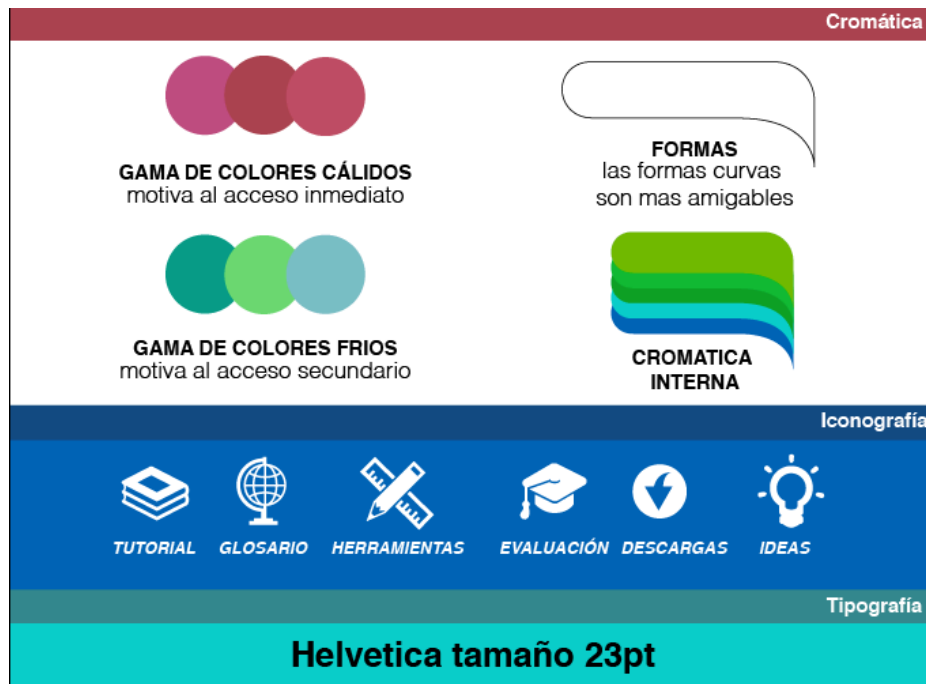 Cromática
GAMA DE COLORES CÁLIDOS
motiva al acceso inmediato
FORMAS
las formas curvas
son mas amigables
GAMA DE COLORES FRIOS
motiva al acceso secundario
CROMATICA
INTERNA
Iconografía
TUTORIAL GLOSARIO HERRAMIENTAS EVALUACIÓN DESCARGAS IDEAS
Tipografía
Helvetica tamaño 23pt